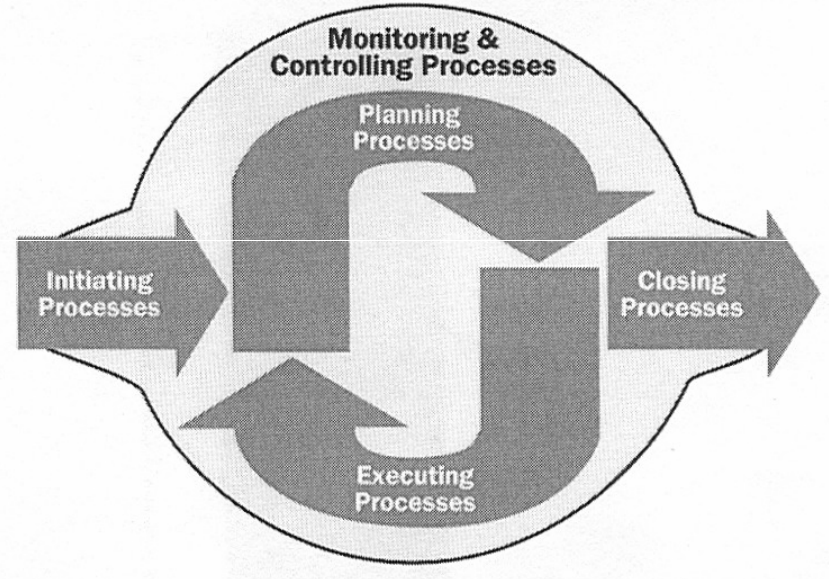 Monitoring &
Controlling Processes
Planning
Processes
Initiating
Processes
Closing
Processes
Executing
Processes